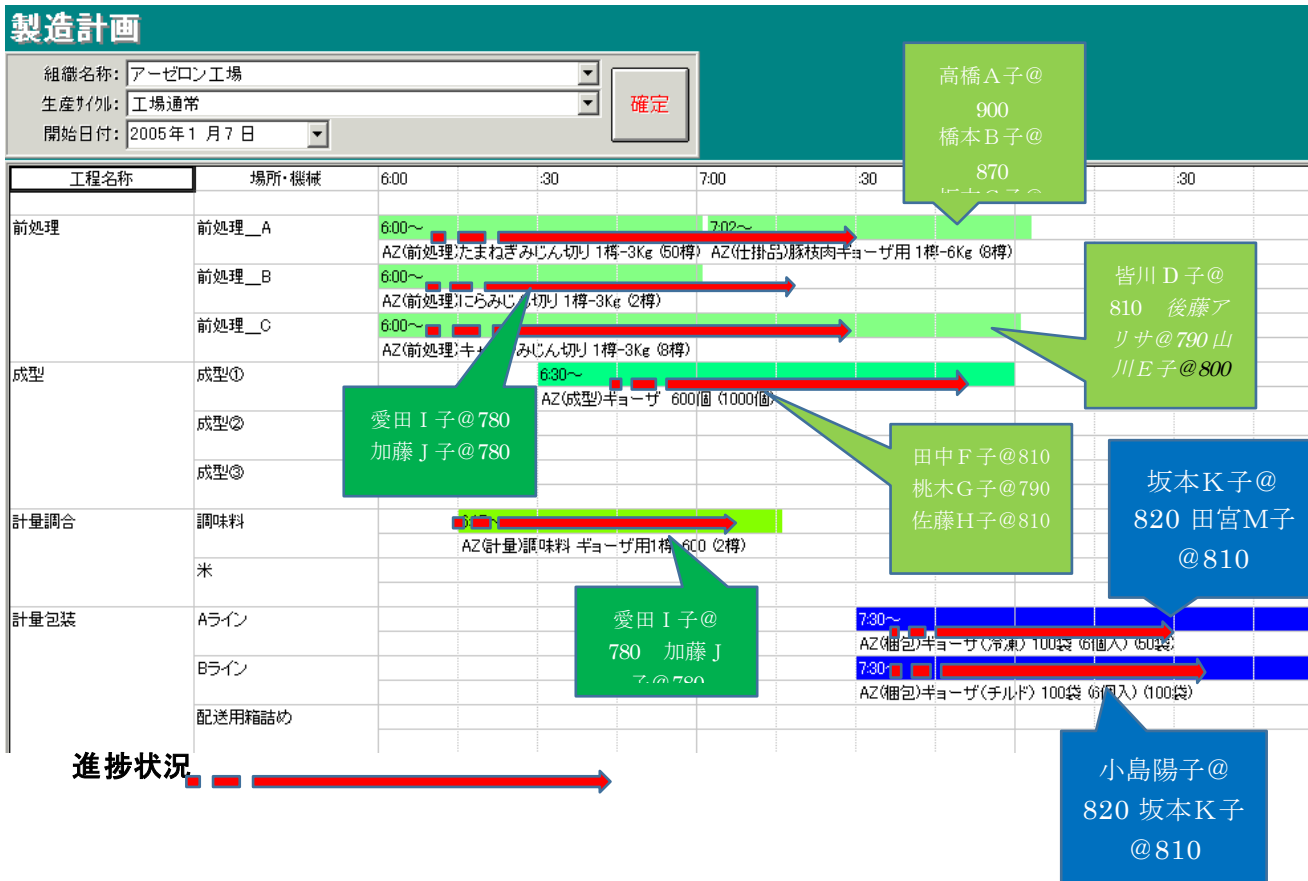 製造計画
組織名称: アーゼロン工場
生産ｻｲｸﾙ: 工場通常
開始日付: 2005年1 月7 日
確定
高橋A子@
900
橋本B子@
870
工程名称 場所・機械 6:00 :30 7:00 :30 :30
前処理 前処理__A 6:00～ 7:02～
AZ(前処理)たまねぎみじん切り 1樽-3Kg (50樽) AZ(仕掛品)豚枝肉ギョーザ用 1樽-6Kg (8樽)
前処理__B 6:00～
AZ(前処理)にらみじん切り 1樽-3Kg (2樽)
前処理__C 6:00～
AZ(前処理)キャ みじん切り 1樽-3Kg (8樽)
皆川D子@
810 後藤ア
リサ@790山
川E子@800
成型 成型① 6:30～
AZ(成型)ギョーザ 600個 (1000個)
成型②
成型③
愛田I子@780
加藤J子@780
田中F子@810
桃木G子@790
佐藤H子@810
坂本K子@
820 田宮M子
@810
計量調合 調味料
AZ(計量)調味料 ギョーザ用1樽-600 (2樽)
米
愛田I子@
780 加藤J
子@780
計量包装 Aライン 7:30～
AZ(梱包)ギョーザ(冷凍) 100袋 (6個入) (50袋)
Bライン 7:30～
AZ(梱包)ギョーザ(チルド) 100袋 (6個入) (100袋)
配送用箱詰め
進捗状況
小島陽子@
820 坂本K子
@810